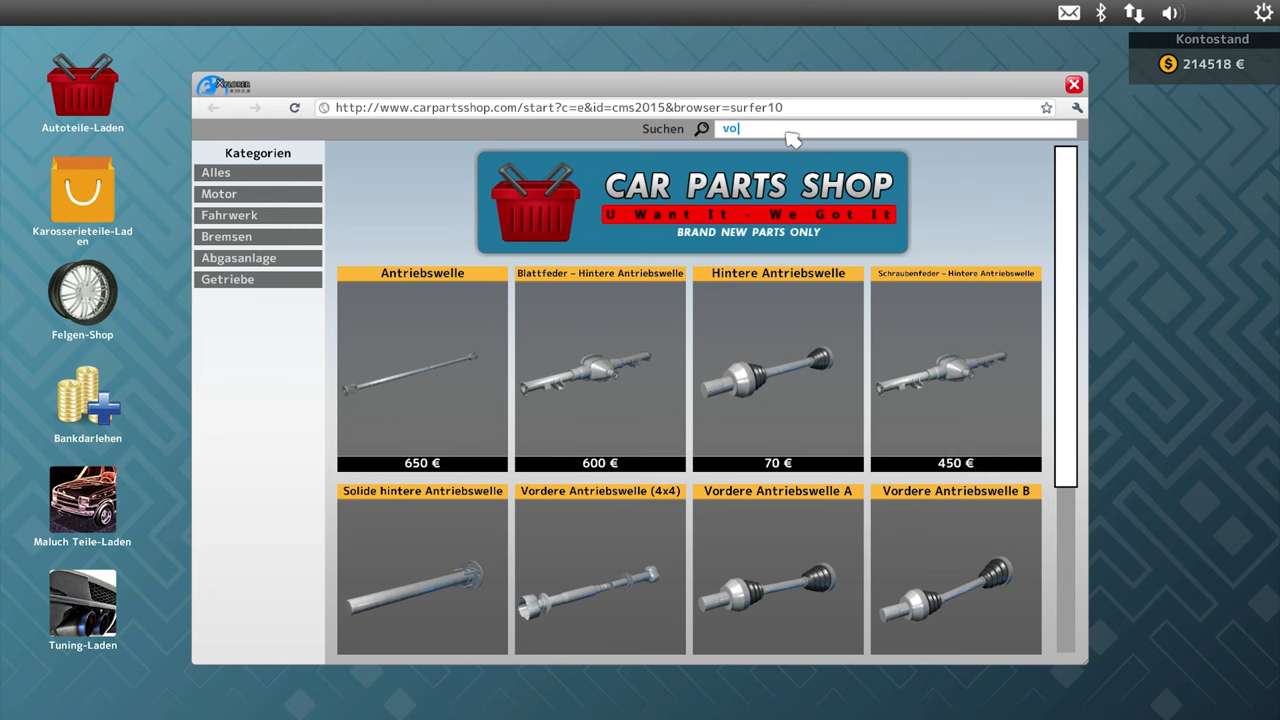 Kontostand
214518 €
Autoteile-Laden
Karosserieteile-Lad
en
Felgen-Shop
Bankdarlehen
Maluch Teile-Laden
Tuning-Laden
XPLORER
http://www.carpartsshop.com/start?c=e&id=cms2015&browser=surfer10
Suchen vo
Kategorien
Alles
Motor
Fahrwerk
Bremsen
Abgasanlage
Getriebe
CAR PARTS SHOP
U Want It - We Got It
BRAND NEW PARTS ONLY
Antriebswelle
650 €
Blattfeder – Hintere Antriebswelle
600 €
Hintere Antriebswelle
70 €
Schraubenfeder – Hintere Antriebswelle
450 €
Solide hintere Antriebswelle
Vordere Antriebswelle (4x4)
Vordere Antriebswelle A
Vordere Antriebswelle B